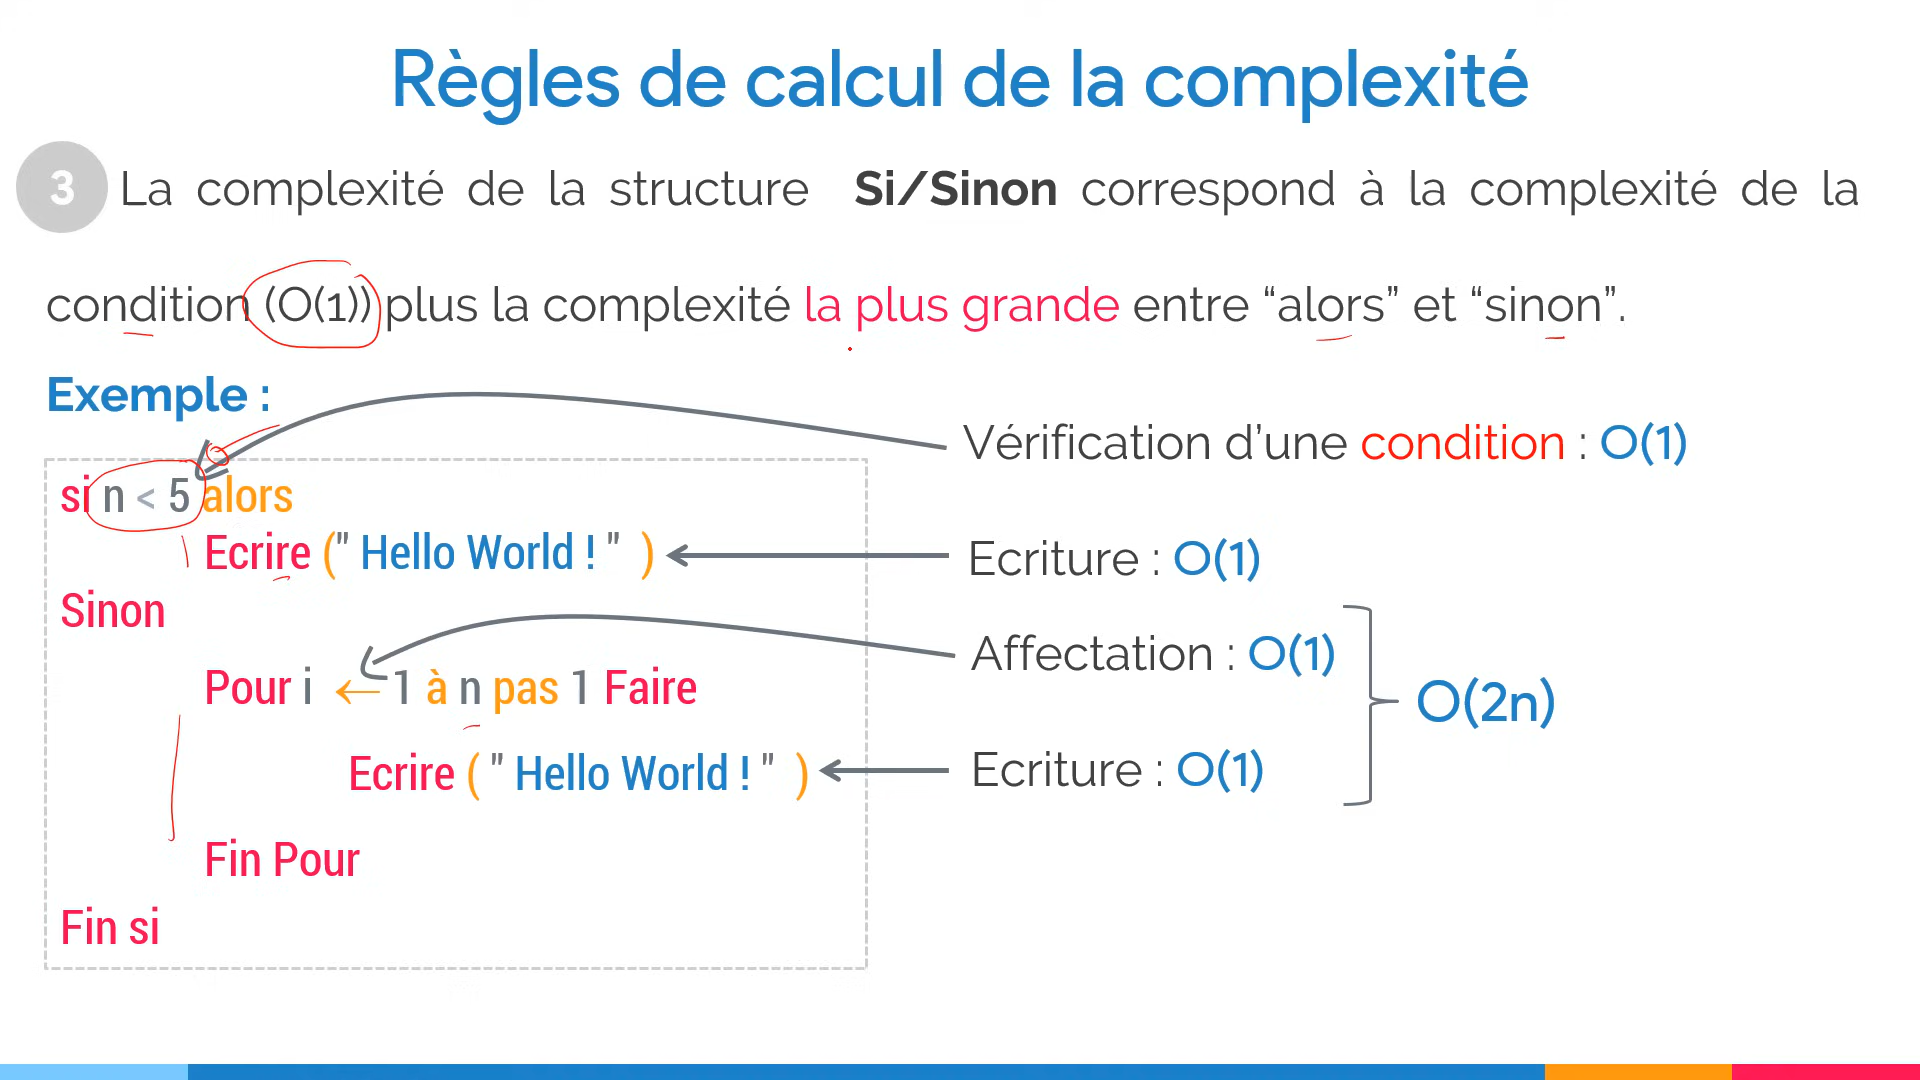 Règles de calcul de la complexité
3 La complexité de la structure Si/Sinon correspond à la complexité de la
condition (O(1)) plus la complexité la plus grande entre “alors” et “sinon”.
Exemple :
Vérification d’une condition : O(1)
si n < 5 alors
Ecrire (" Hello World ! " )
Ecriture : O(1)
Sinon
Affectation : O(1)
Pour i ← 1 à n pas 1 Faire
O(2n)
Ecrire ( " Hello World ! " )
Ecriture : O(1)
Fin Pour
Fin si